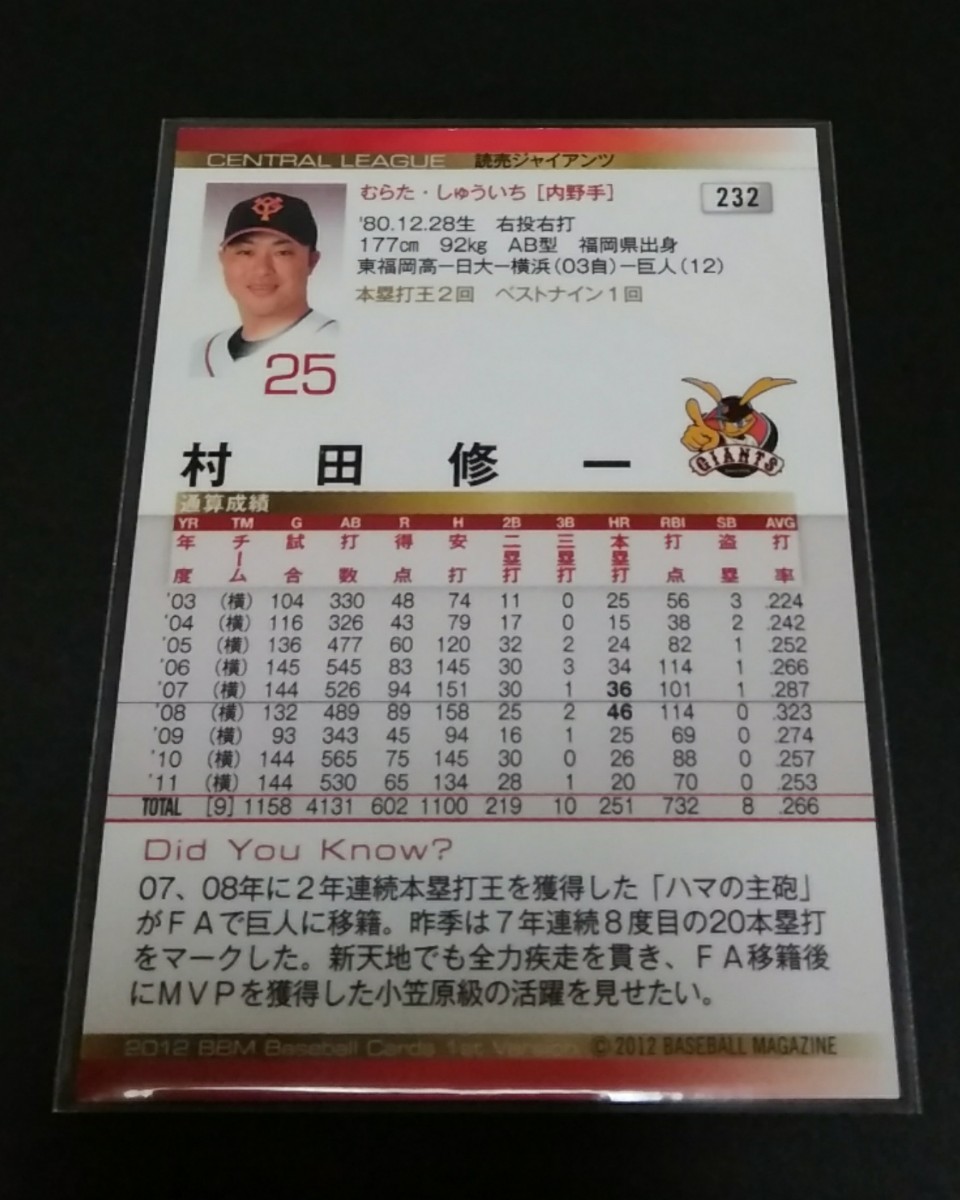 CENTRAL LEAGUE 読売ジャイアンツ
むらた・しゅういち [内野手]
232
'80.12.28生 右投右打
177㎝ 92㎏ AB型 福岡県出身
東福岡高ー日大ー横浜(03自)ー巨人(12)
本塁打王2回 ベストナイン1回
25
GIANTS
村田修一
通算成績
YR TM G AB R H 2B 3B HR RBI SB AVG
年度 チーム 試合 打数 得点 安打 二塁打 三塁打 本塁打 打点 盗塁 打率
'03 (横) 104 330 48 74 11 0 25 56 3 .224
'04 (横) 116 326 43 79 17 0 15 38 2 .242
'05 (横) 136 477 60 120 32 2 24 82 1 .252
'06 (横) 145 545 83 145 30 3 34 114 1 .266
'07 (横) 144 526 94 151 30 1 36 101 1 .287
'08 (横) 132 489 89 158 25 2 46 114 0 .323
'09 (横) 93 343 45 94 16 1 25 69 0 .274
'10 (横) 144 565 75 145 30 0 26 88 0 .257
'11 (横) 144 530 65 134 28 1 20 70 0 .253
TOTAL [9] 1158 4131 602 1100 219 10 251 732 8 .266
Did You Know?
07、08年に2年連続本塁打王を獲得した「ハマの主砲」
がFAで巨人に移籍。昨季は7年連続8度目の20本塁打
をマークした。新天地でも全力疾走を貫き、FA移籍後
にMVPを獲得した小笠原級の活躍を見せたい。
2012 BBM Baseball Cards 1st Version © 2012 BASEBALL MAGAZINE